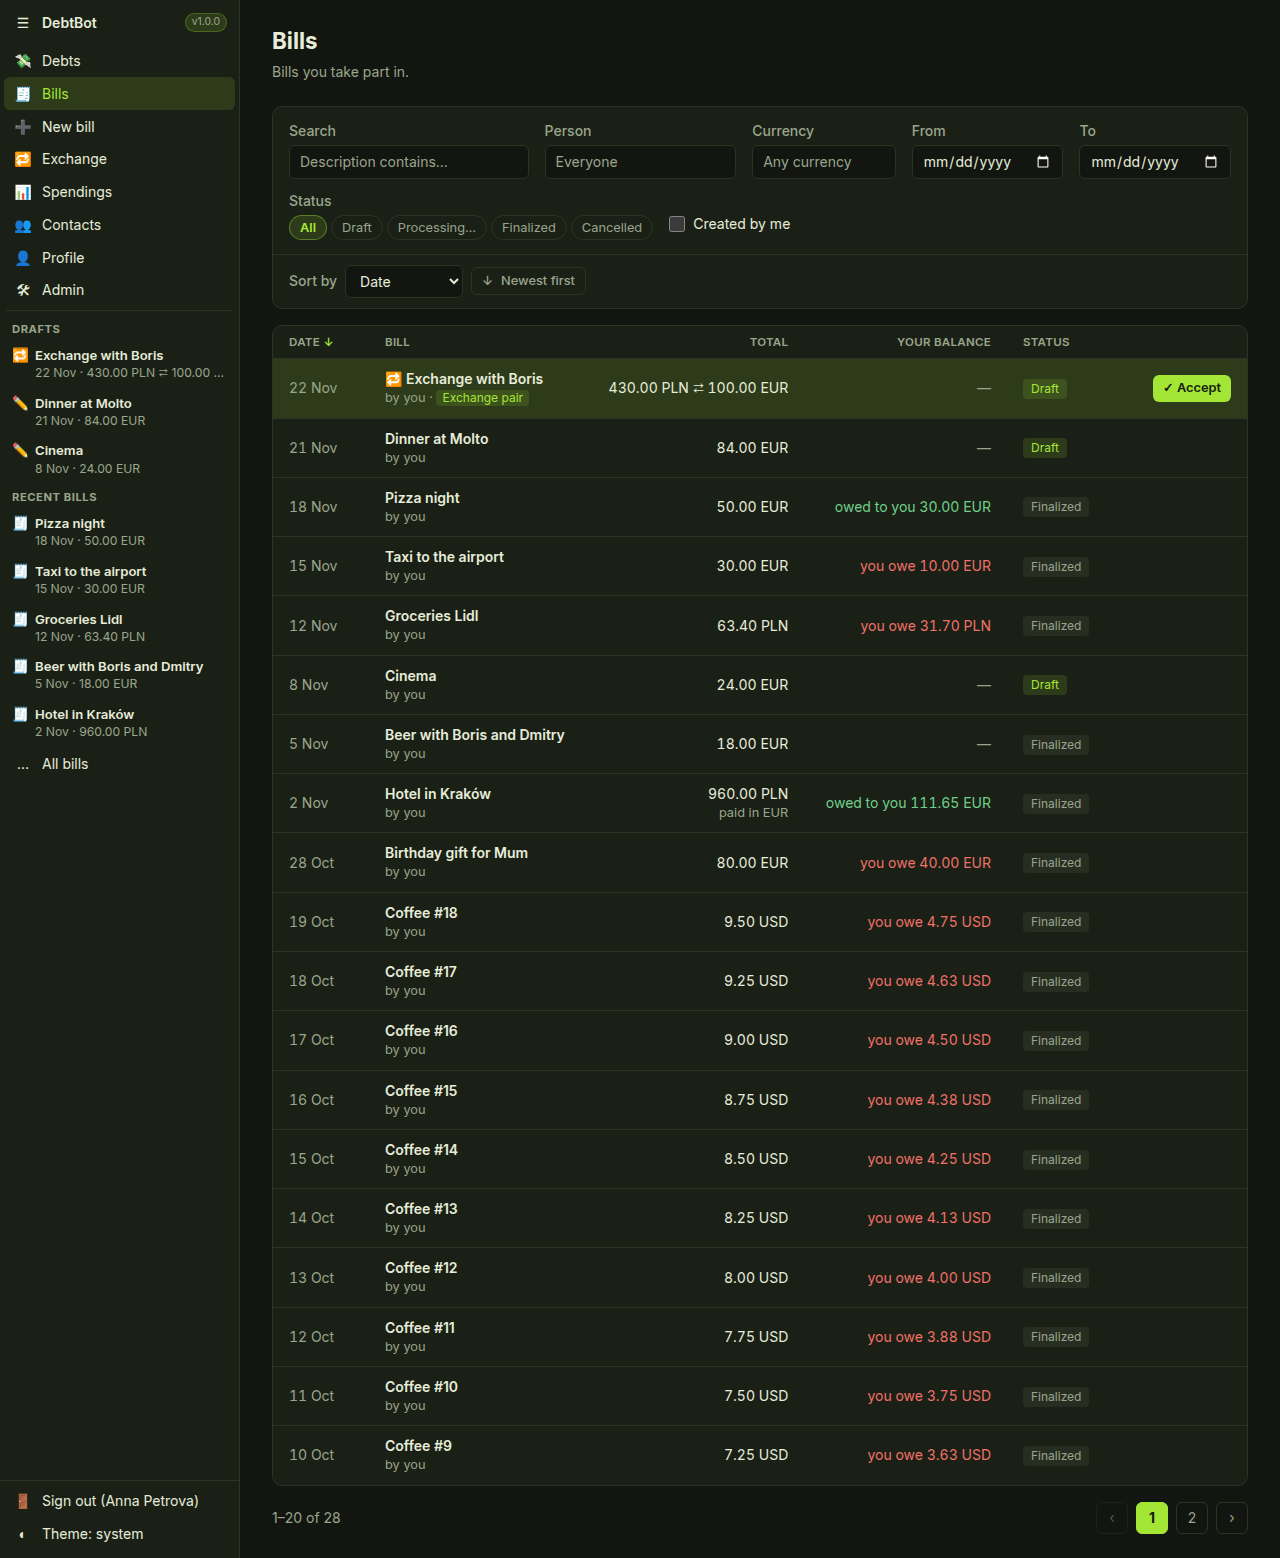 DebtBot v1.0.0
Debts
Bills
New bill
Exchange
Spendings
Contacts
Profile
Admin
DRAFTS
Exchange with Boris
22 Nov · 430.00 PLN ⇄ 100.00 ...
Dinner at Molto
21 Nov · 84.00 EUR
Cinema
8 Nov · 24.00 EUR
RECENT BILLS
Pizza night
18 Nov · 50.00 EUR
Taxi to the airport
15 Nov · 30.00 EUR
Groceries Lidl
12 Nov · 63.40 PLN
Beer with Boris and Dmitry
5 Nov · 18.00 EUR
Hotel in Kraków
2 Nov · 960.00 PLN
... All bills
Sign out (Anna Petrova)
Theme: system
Bills
Bills you take part in.
Search Person Currency From To
Description contains... Everyone Any currency mm/dd/yyyy mm/dd/yyyy
Status
All Draft Processing... Finalized Cancelled Created by me
Sort by Date ↓ Newest first
DATE ↓ BILL TOTAL YOUR BALANCE STATUS
22 Nov Exchange with Boris 430.00 PLN ⇄ 100.00 EUR — Draft ✓ Accept
by you · Exchange pair
21 Nov Dinner at Molto 84.00 EUR — Draft
by you
18 Nov Pizza night 50.00 EUR owed to you 30.00 EUR Finalized
by you
15 Nov Taxi to the airport 30.00 EUR you owe 10.00 EUR Finalized
by you
12 Nov Groceries Lidl 63.40 PLN you owe 31.70 PLN Finalized
by you
8 Nov Cinema 24.00 EUR — Draft
by you
5 Nov Beer with Boris and Dmitry 18.00 EUR — Finalized
by you
2 Nov Hotel in Kraków 960.00 PLN owed to you 111.65 EUR Finalized
by you paid in EUR
28 Oct Birthday gift for Mum 80.00 EUR you owe 40.00 EUR Finalized
by you
19 Oct Coffee #18 9.50 USD you owe 4.75 USD Finalized
by you
18 Oct Coffee #17 9.25 USD you owe 4.63 USD Finalized
by you
17 Oct Coffee #16 9.00 USD you owe 4.50 USD Finalized
by you
16 Oct Coffee #15 8.75 USD you owe 4.38 USD Finalized
by you
15 Oct Coffee #14 8.50 USD you owe 4.25 USD Finalized
by you
14 Oct Coffee #13 8.25 USD you owe 4.13 USD Finalized
by you
13 Oct Coffee #12 8.00 USD you owe 4.00 USD Finalized
by you
12 Oct Coffee #11 7.75 USD you owe 3.88 USD Finalized
by you
11 Oct Coffee #10 7.50 USD you owe 3.75 USD Finalized
by you
10 Oct Coffee #9 7.25 USD you owe 3.63 USD Finalized
by you
1–20 of 28 ‹ 1 2 ›